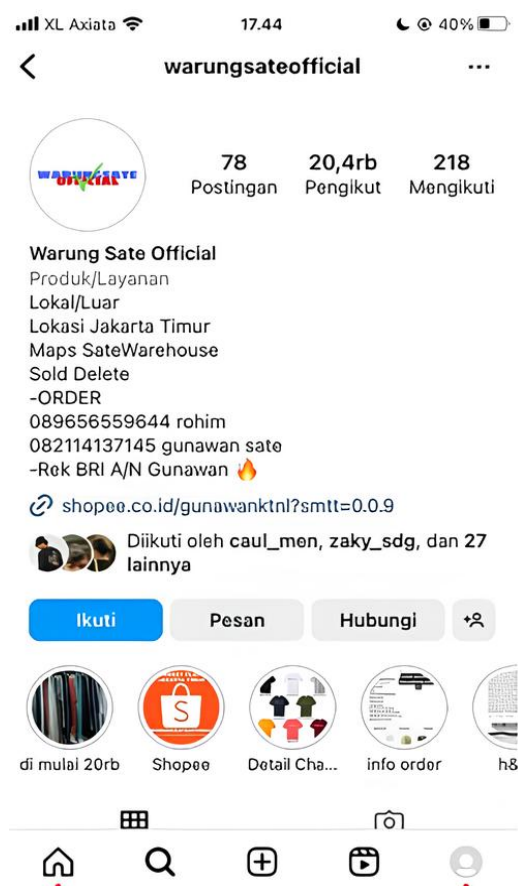 XL Axiata 17.44 40%
warungsateofficial
WARUNGSATE
OFFICIAL
78 20,4rb 218
Postingan Pengikut Mengikuti
Warung Sate Official
Produk/Layanan
Lokal/Luar
Lokasi Jakarta Timur
Maps SateWarehouse
Sold Delete
-ORDER
089656559644 rohim
082114137145 gunawan sate
-Rek BRI A/N Gunawan 🔥
shopee.co.id/gunawanktnl?smtt=0.0.9
Diikuti oleh caul_men, zaky_sdg, dan 27
lainnya
Ikuti Pesan Hubungi
S
di mulai 20rb Shopee Detail Cha... info order h&